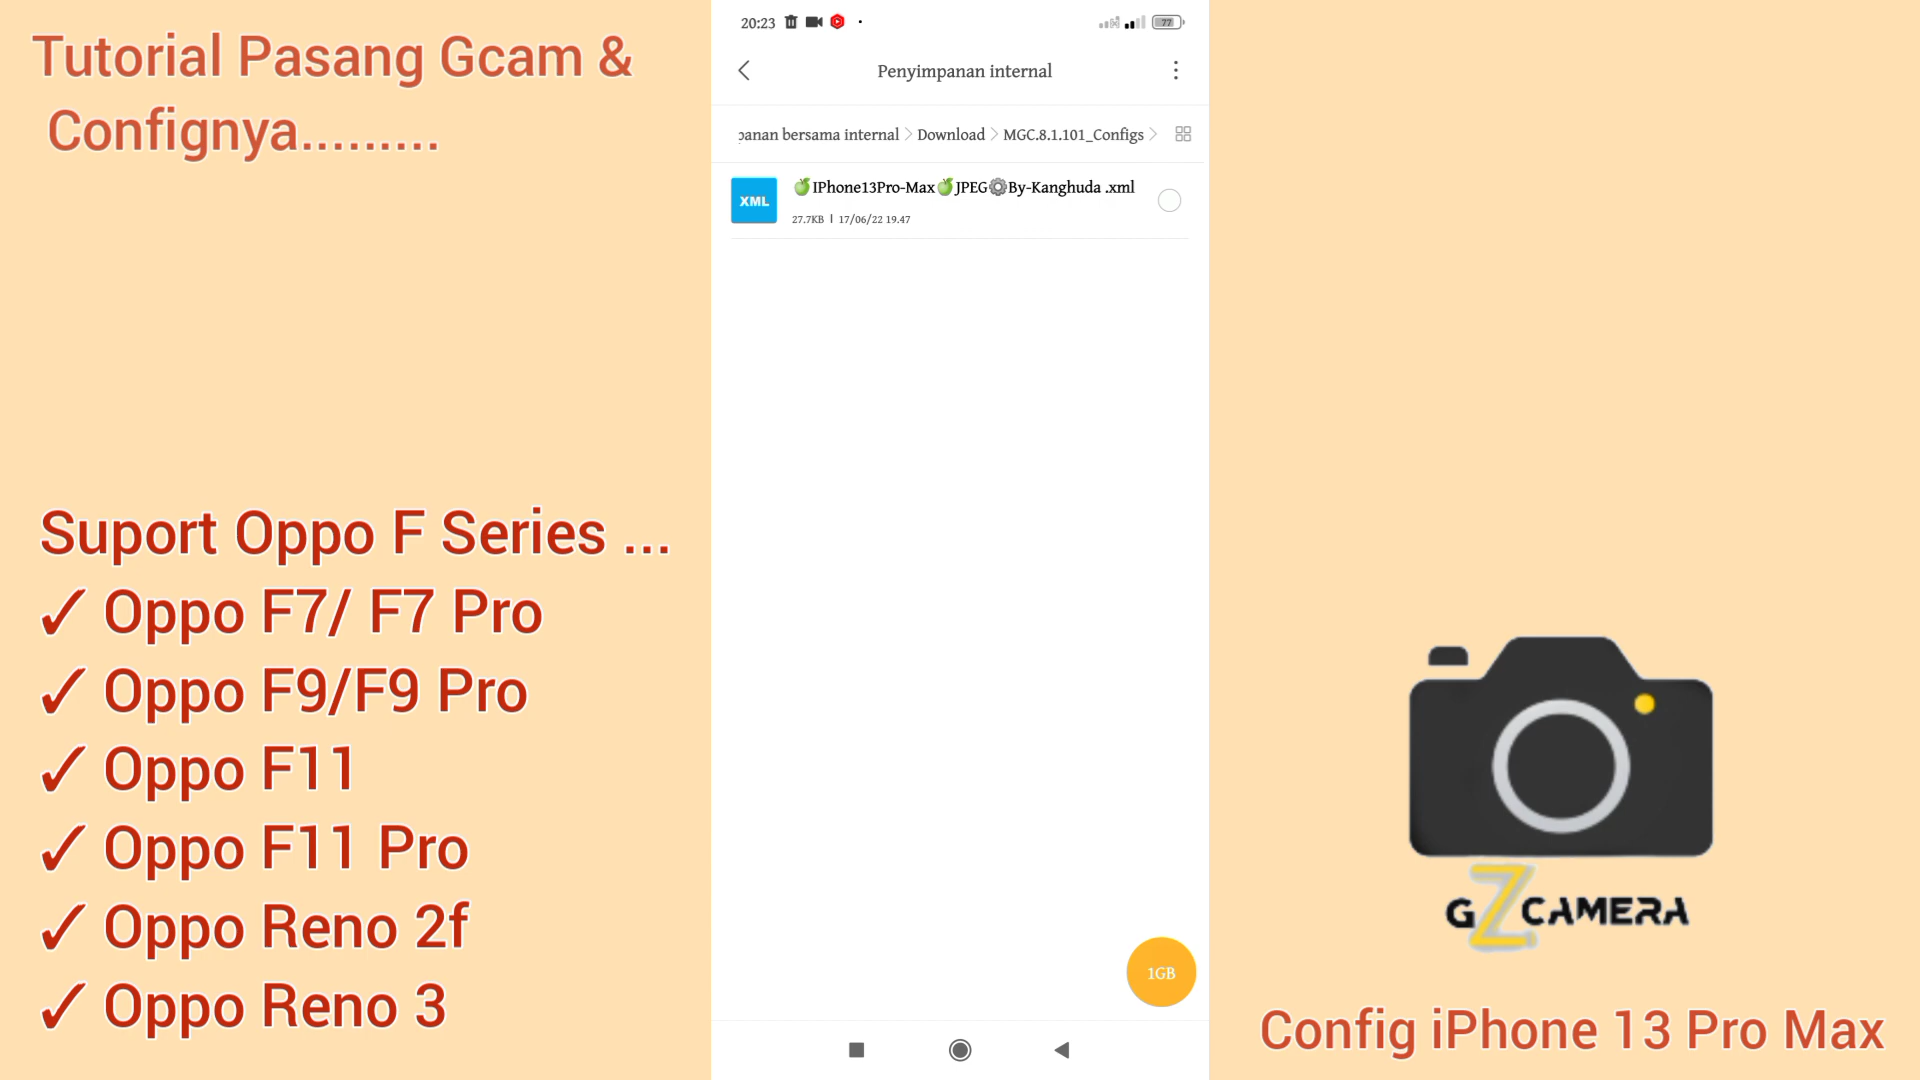 Tutorial Pasang Gcam &
Confignya.........
Suport Oppo F Series ...
✓ Oppo F7/ F7 Pro
✓ Oppo F9/F9 Pro
✓ Oppo F11
✓ Oppo F11 Pro
✓ Oppo Reno 2f
✓ Oppo Reno 3
20:23
77
Penyimpanan internal
panan bersama internal > Download > MGC.8.1.101_Configs >
XML
🍏IPhone13Pro-Max🍏JPEG⚙️By-Kanghuda .xml
27.7KB | 17/06/22 19.47
1GB
GZCAMERA
Config iPhone 13 Pro Max